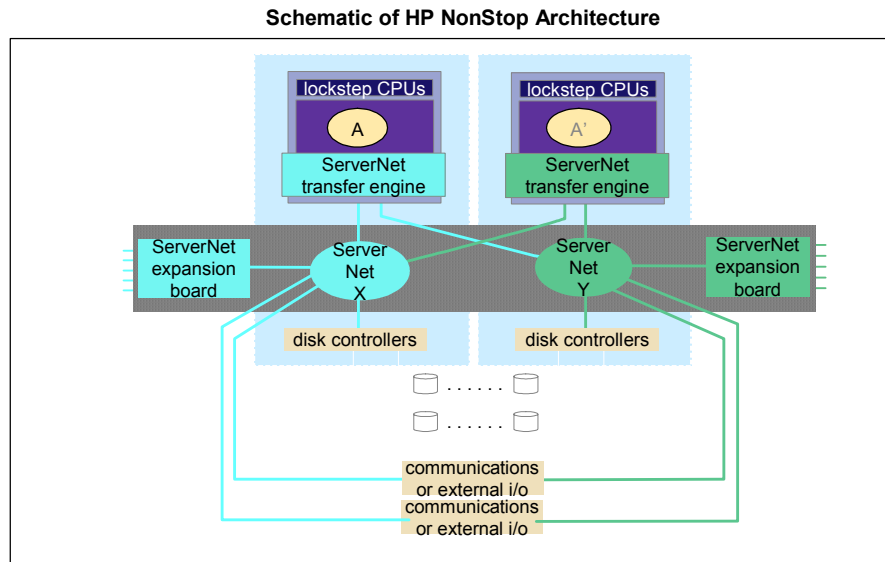 Schematic of HP NonStop Architecture
lockstep CPUs
lockstep CPUs
A
A'
ServerNet
transfer engine
ServerNet
transfer engine
ServerNet
expansion
board
Server
Net
X
Server
Net
Y
ServerNet
expansion
board
disk controllers
disk controllers
. . . . . .
. . . . . .
communications
or external i/o
communications
or external i/o